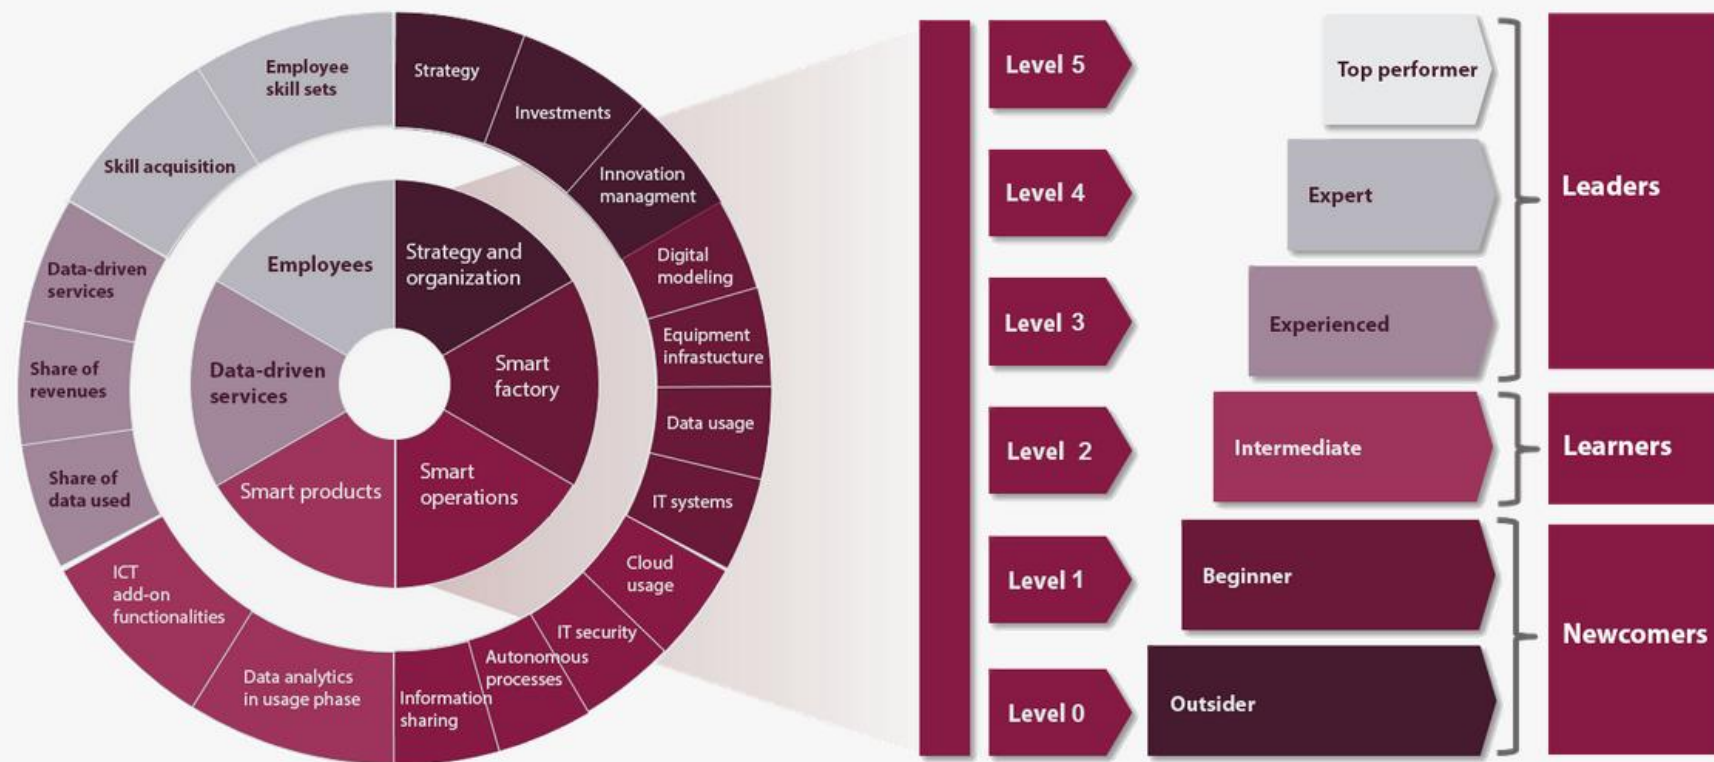 Employee
skill sets
Strategy
Investments
Innovation
managment
Digital
modeling
Equipment
infrastucture
Data usage
IT systems
Cloud
usage
IT security
Autonomous
processes
Information
sharing
Data analytics
in usage phase
ICT
add-on
functionalities
Share of
data used
Share of
revenues
Data-driven
services
Skill acquisition
Employees
Strategy and
organization
Smart
factory
Smart
operations
Smart products
Data-driven
services
Level 5
Top performer
Level 4
Expert
Level 3
Experienced
Leaders
Level 2
Intermediate
Learners
Level 1
Beginner
Level 0
Outsider
Newcomers